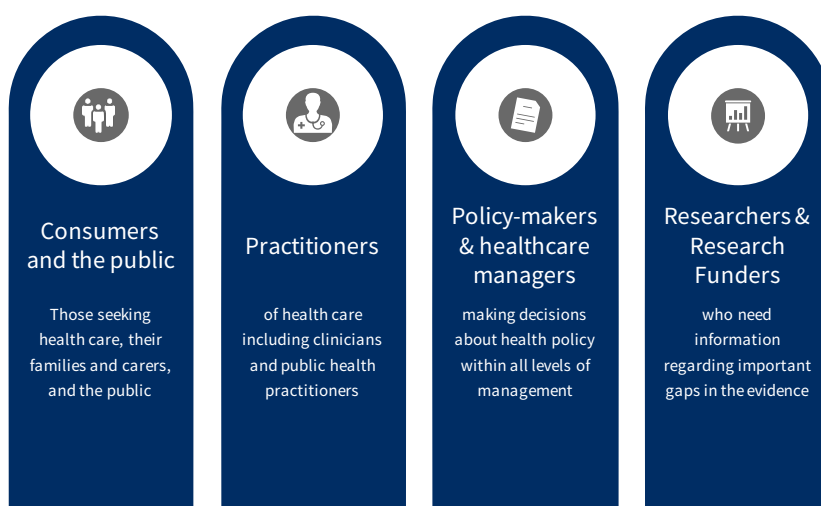 Consumers
and the public
Those seeking
health care, their
families and carers,
and the public
Practitioners
of health care
including clinicians
and public health
practitioners
Policy-makers
& healthcare
managers
making decisions
about health policy
within all levels of
management
Researchers &
Research
Funders
who need
information
regarding important
gaps in the evidence